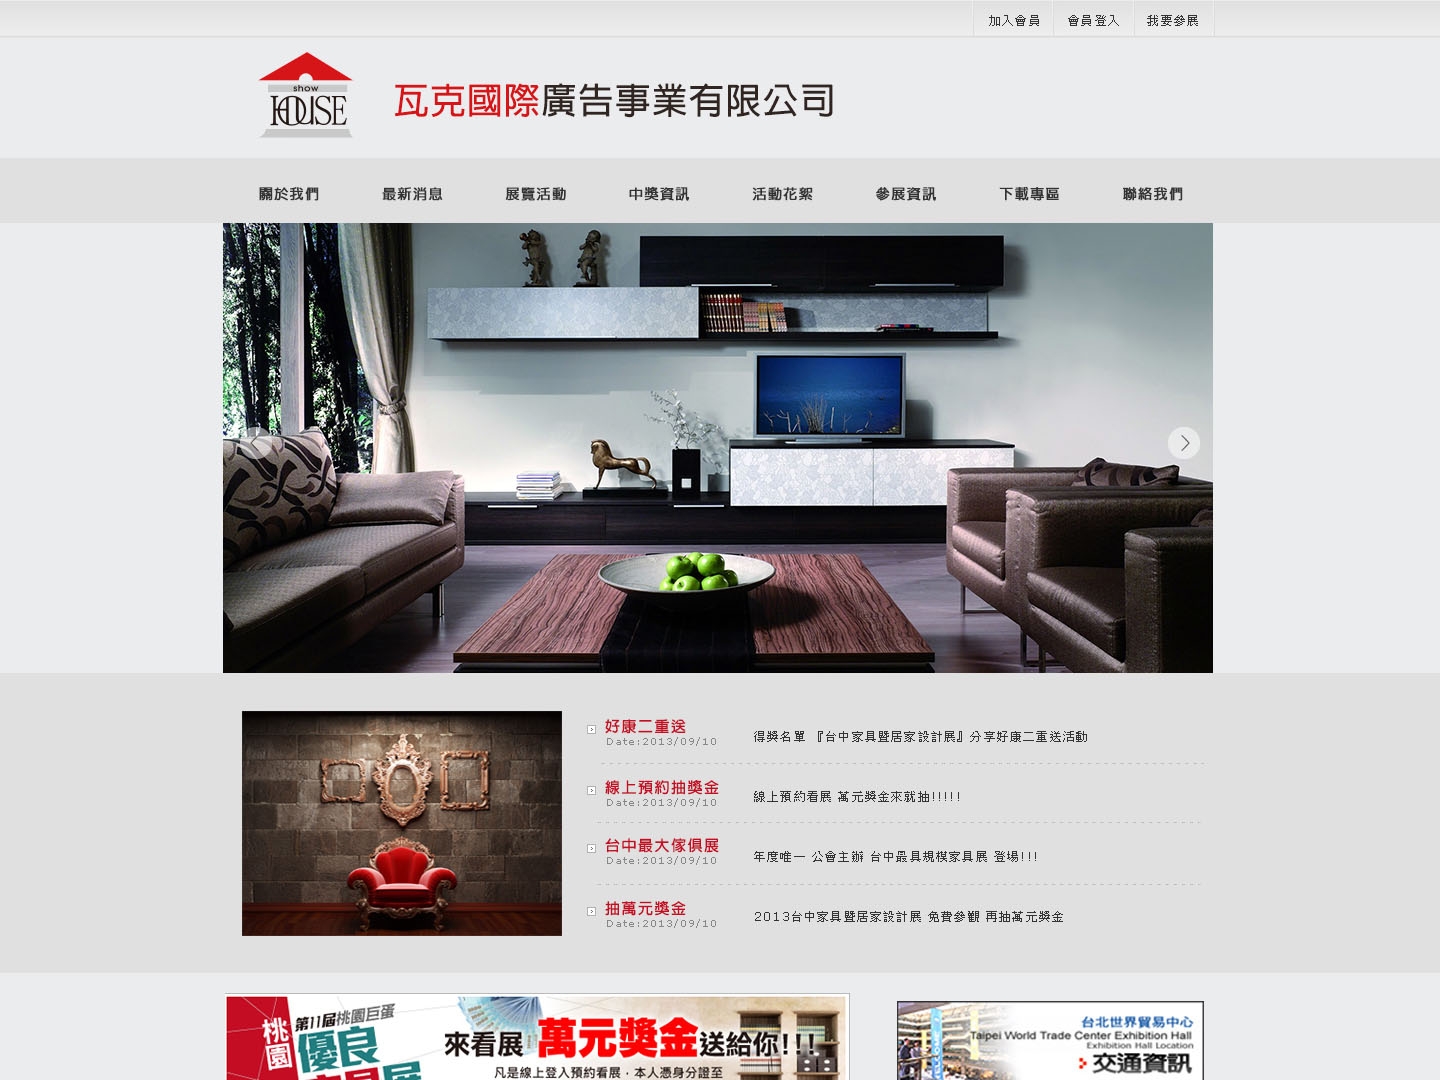 加入會員 會員登入 我要參展
show
HOUSE
瓦克國際廣告事業有限公司
關於我們 最新消息 展覽活動 中獎資訊 活動花絮 參展資訊 下載專區 聯絡我們
好康二重送
Date:2013/09/10
得獎名單 『台中家具暨居家設計展』分享好康二重送活動
線上預約抽獎金
Date:2013/09/10
線上預約看展 萬元獎金來就抽!!!!!
台中最大傢俱展
Date:2013/09/10
年度唯一 公會主辦 台中最具規模家具展 登場!!!
抽萬元獎金
Date:2013/09/10
2013台中家具暨居家設計展 免費參觀 再抽萬元獎金
桃園
第11屆桃園巨蛋
優良
來看展 萬元獎金送給你!!!
凡是線上登入預約看展，本人憑身分證至
台北世界貿易中心
Taipei World Trade Center Exhibition Hall
Exhibition Hall Location
交通資訊